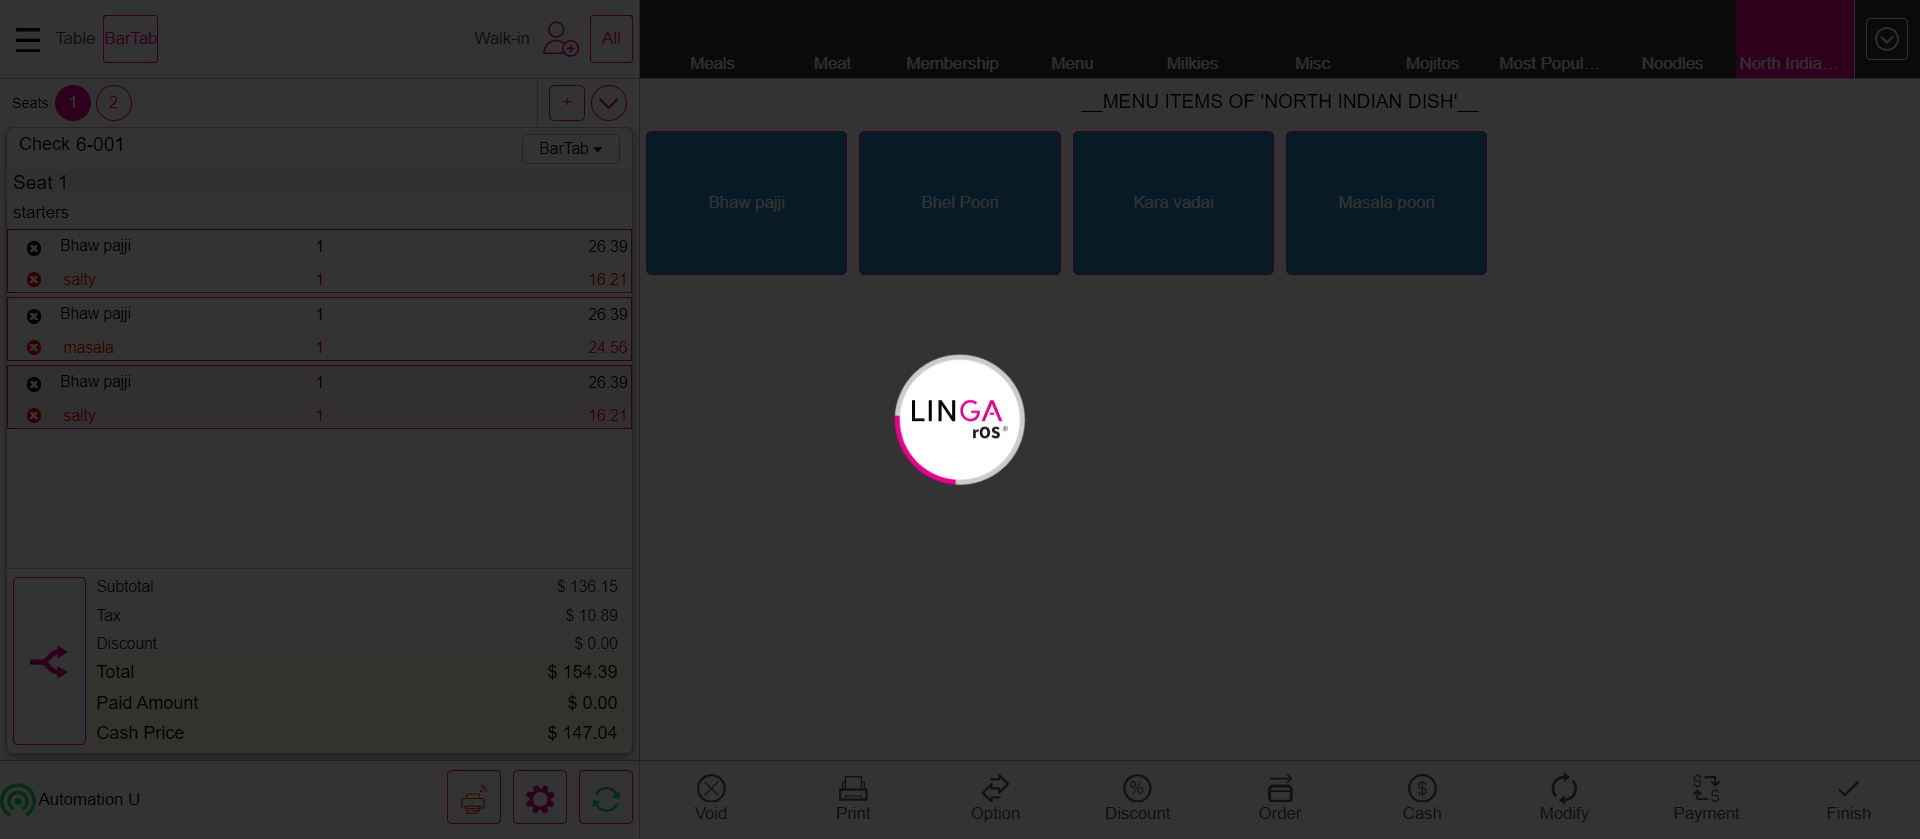 Table BarTab Walk-in All
Meals Meat Membership Menu Milkies Misc Mojitos Most Popul... Noodles North India...
Seats 1 2 +
__MENU ITEMS OF 'NORTH INDIAN DISH'__
Check 6-001 BarTab
Seat 1
starters
Bhaw pajji 1 26.39
salty 1 16.21
Bhaw pajji 1 26.39
masala 1 24.56
Bhaw pajji 1 26.39
salty 1 16.21
Bhaw pajji Bhel Poori Kara vadai Masala poori
LINGA
rOS®
Subtotal $ 136.15
Tax $ 10.89
Discount $ 0.00
Total $ 154.39
Paid Amount $ 0.00
Cash Price $ 147.04
Automation U
Void Print Option Discount Order Cash Modify Payment Finish